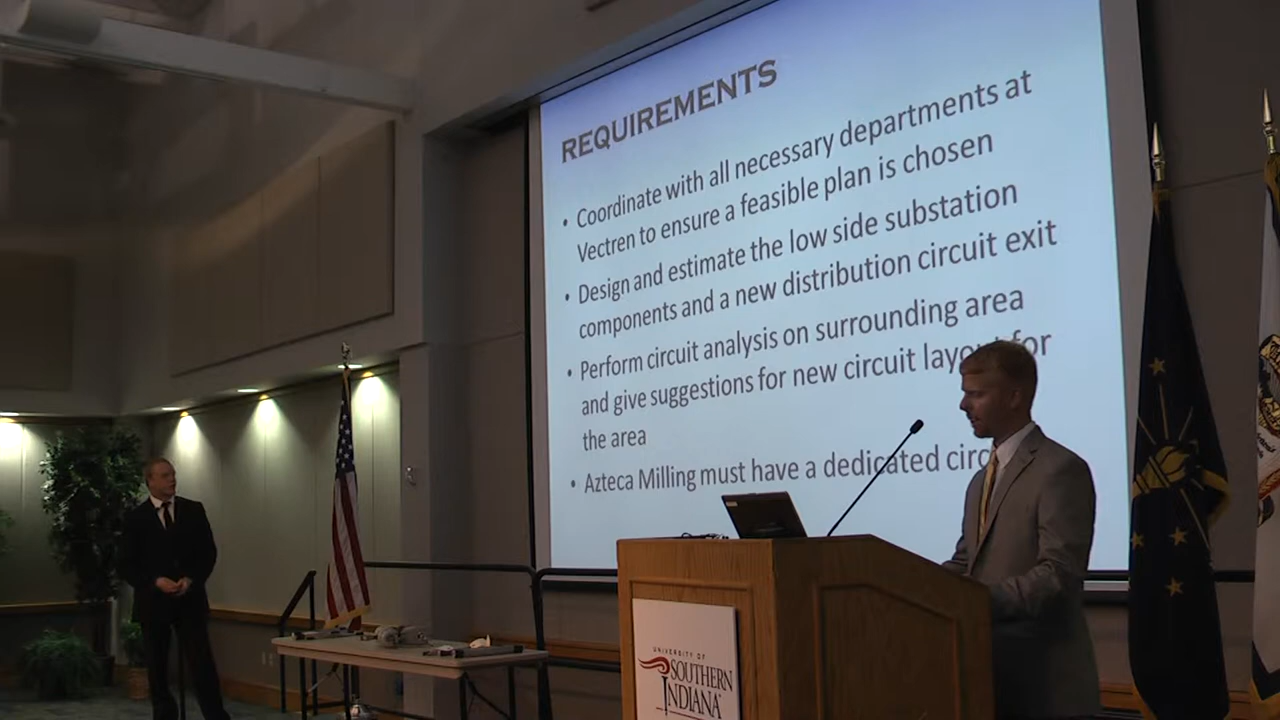 REQUIREMENTS
• Coordinate with all necessary departments at
Vectren to ensure a feasible plan is chosen
• Design and estimate the low side substation
components and a new distribution circuit exit
• Perform circuit analysis on surrounding area
and give suggestions for new circuit layout for
the area
• Azteca Milling must have a dedicated circ
UNIVERSITY OF
SOUTHERN
INDIANA